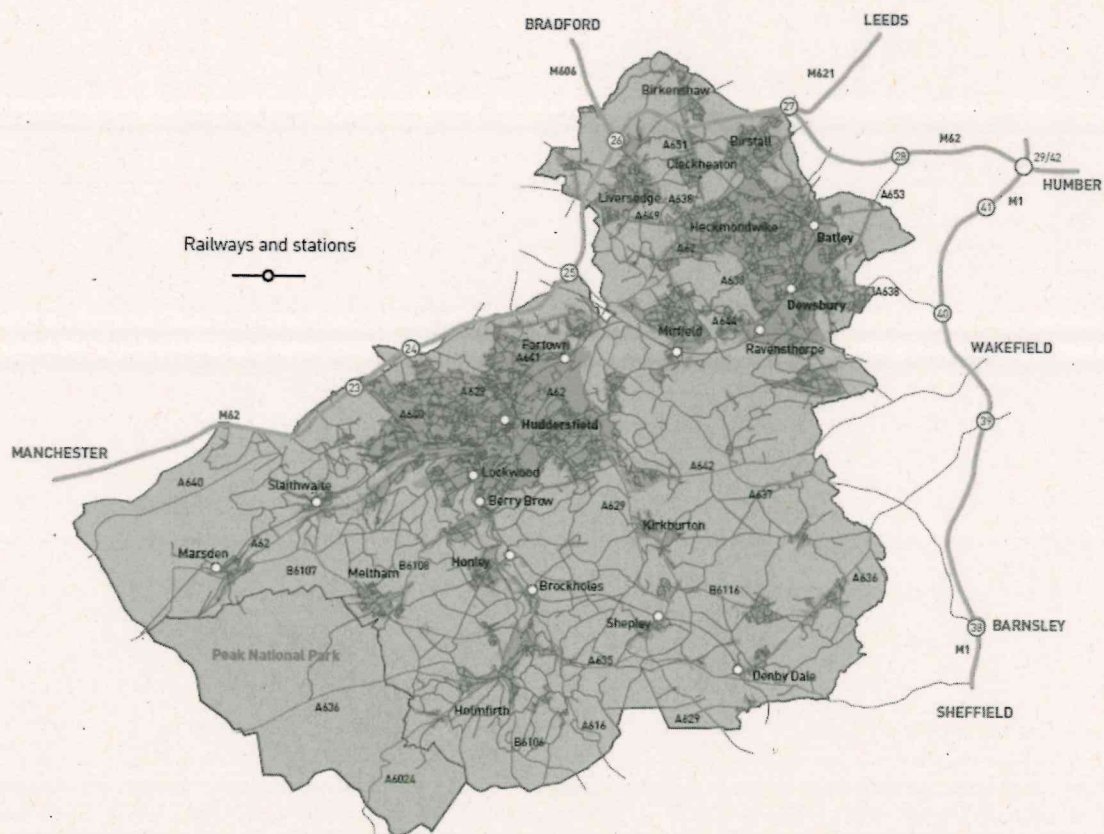 BRADFORD
LEEDS
M606
M621
Birkenshaw
27
26
A651
Birstall
Cleckheaton
28
M62
29/42
HUMBER
A653
M1
41
Liversedge
A638
A649
Heckmondwike
Batley
A62
Railways and stations
25
A638
Dewsbury
A638
40
A644
Mirfield
Ravensthorpe
WAKEFIELD
Fartown
A641
24
23
A629
A62
A640
Huddersfield
39
M62
MANCHESTER
Lockwood
A642
A640
Slaithwaite
A637
Berry Brow
A629
Kirkburton
A62
Marsden
Honley
B6107
Meltham
B6108
Brockholes
B6116
A636
Shepley
38
BARNSLEY
M1
Peak National Park
A635
Denby Dale
A636
Holmfirth
A616
A629
SHEFFIELD
B6106
A6024